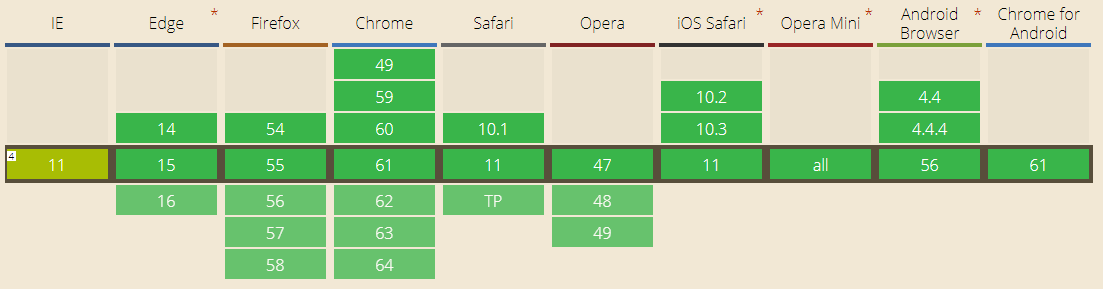 IE Edge * Firefox Chrome Safari Opera iOS Safari * Opera Mini * Android Browser * Chrome for Android
49
59 10.2 4.4
14 54 60 10.1 10.3 4.4.4
4 11 15 55 61 11 47 11 all 56 61
16 56 62 TP 48
57 63 49
58 64